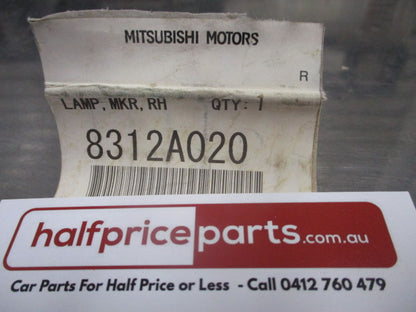 MITSUBISHI MOTORS
R
LAMP, MKR, RH QTY: 1
8312A020
halfpriceparts.com.au
Car Parts For Half Price or Less - Call 0412 760 479